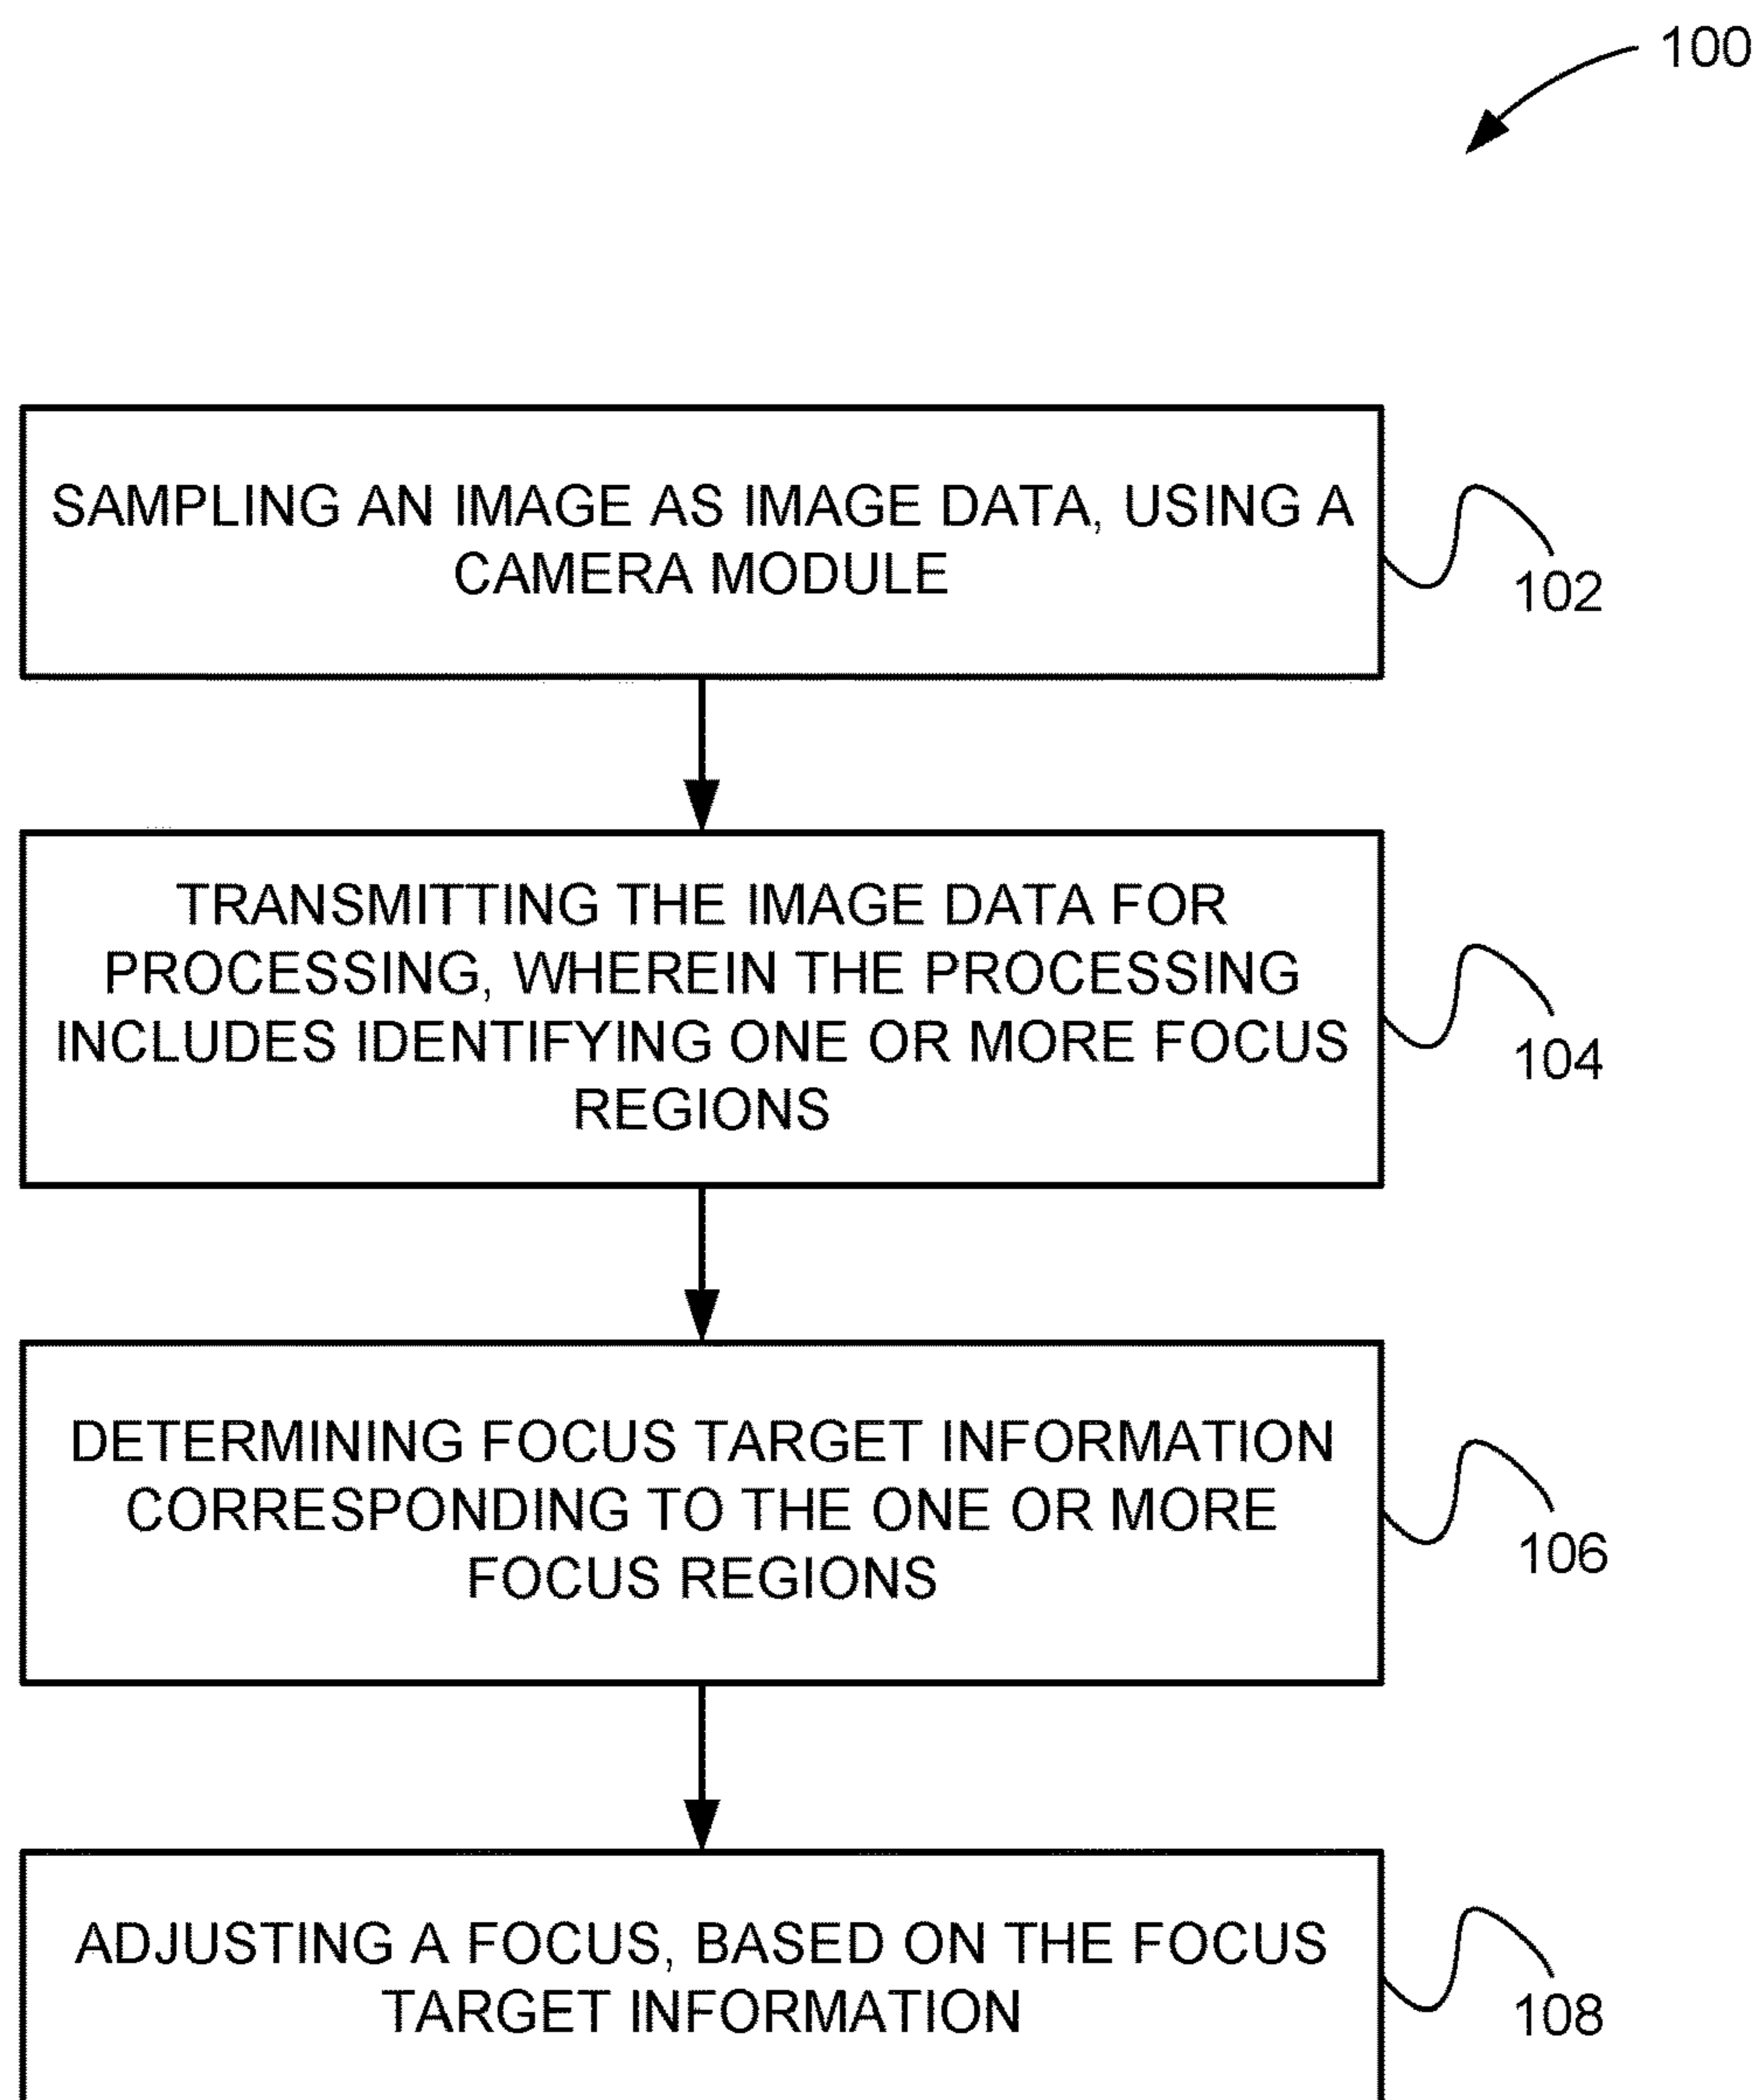 100
SAMPLING AN IMAGE AS IMAGE DATA, USING A
CAMERA MODULE
102
TRANSMITTING THE IMAGE DATA FOR
PROCESSING, WHEREIN THE PROCESSING
INCLUDES IDENTIFYING ONE OR MORE FOCUS
REGIONS
104
DETERMINING FOCUS TARGET INFORMATION
CORRESPONDING TO THE ONE OR MORE
FOCUS REGIONS
106
ADJUSTING A FOCUS, BASED ON THE FOCUS
TARGET INFORMATION
108